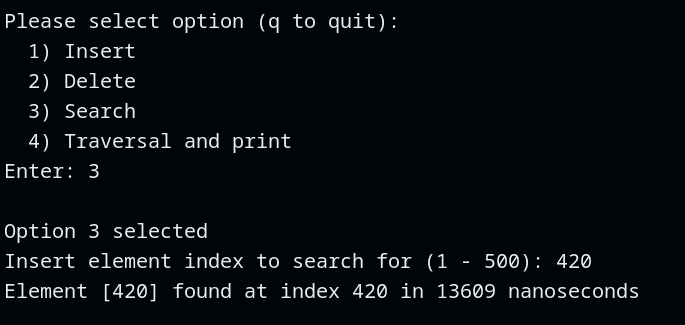 Please select option (q to quit):
  1) Insert
  2) Delete
  3) Search
  4) Traversal and print
Enter: 3

Option 3 selected
Insert element index to search for (1 - 500): 420
Element [420] found at index 420 in 13609 nanoseconds